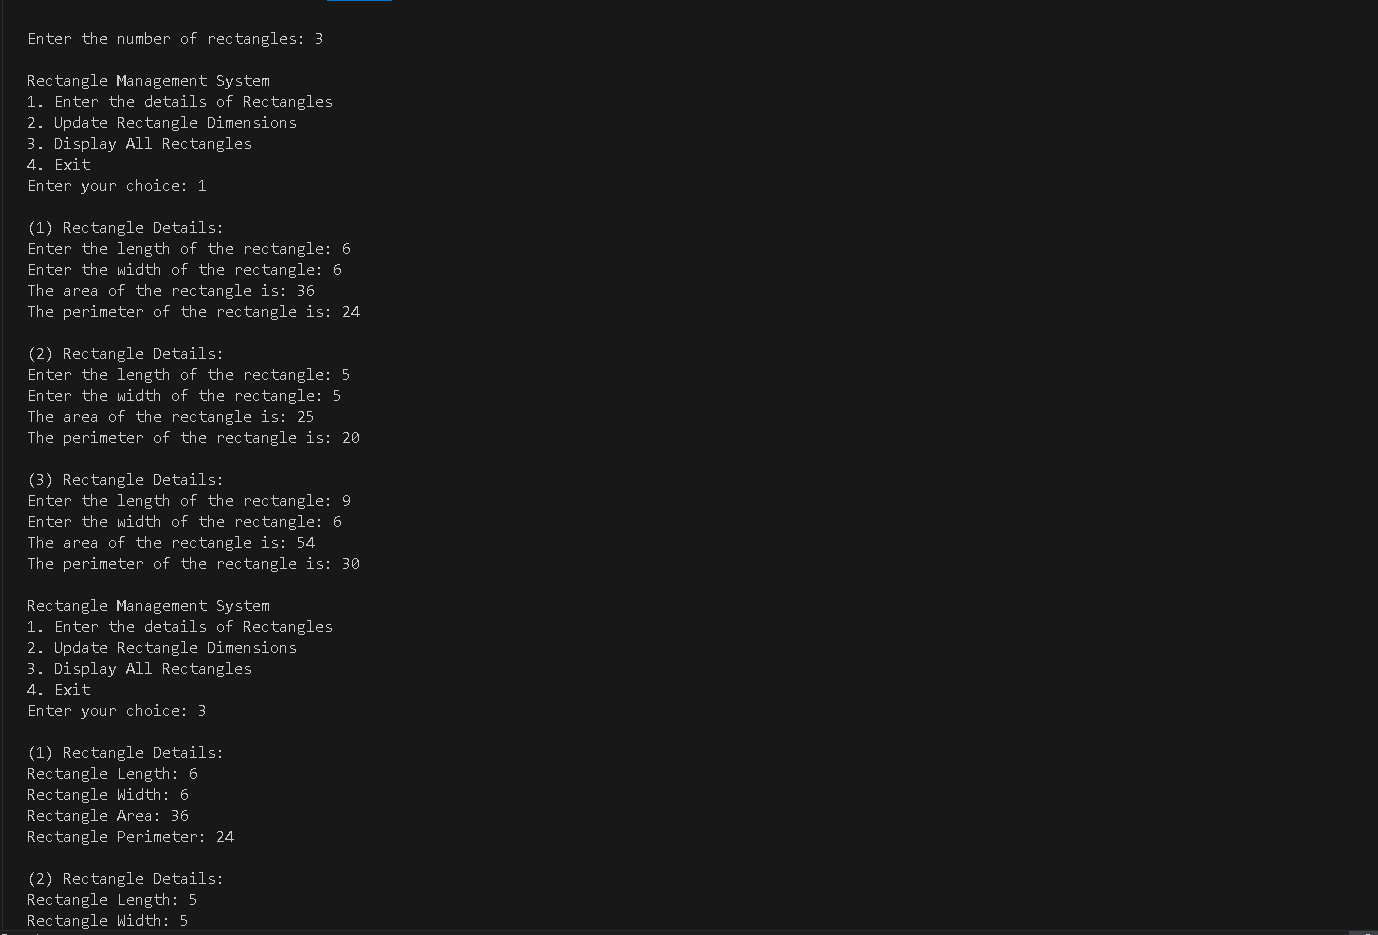 Enter the number of rectangles: 3
Rectangle Management System
1. Enter the details of Rectangles
2. Update Rectangle Dimensions
3. Display All Rectangles
4. Exit
Enter your choice: 1
(1) Rectangle Details:
Enter the length of the rectangle: 6
Enter the width of the rectangle: 6
The area of the rectangle is: 36
The perimeter of the rectangle is: 24
(2) Rectangle Details:
Enter the length of the rectangle: 5
Enter the width of the rectangle: 5
The area of the rectangle is: 25
The perimeter of the rectangle is: 20
(3) Rectangle Details:
Enter the length of the rectangle: 9
Enter the width of the rectangle: 6
The area of the rectangle is: 54
The perimeter of the rectangle is: 30
Rectangle Management System
1. Enter the details of Rectangles
2. Update Rectangle Dimensions
3. Display All Rectangles
4. Exit
Enter your choice: 3
(1) Rectangle Details:
Rectangle Length: 6
Rectangle Width: 6
Rectangle Area: 36
Rectangle Perimeter: 24
(2) Rectangle Details:
Rectangle Length: 5
Rectangle Width: 5